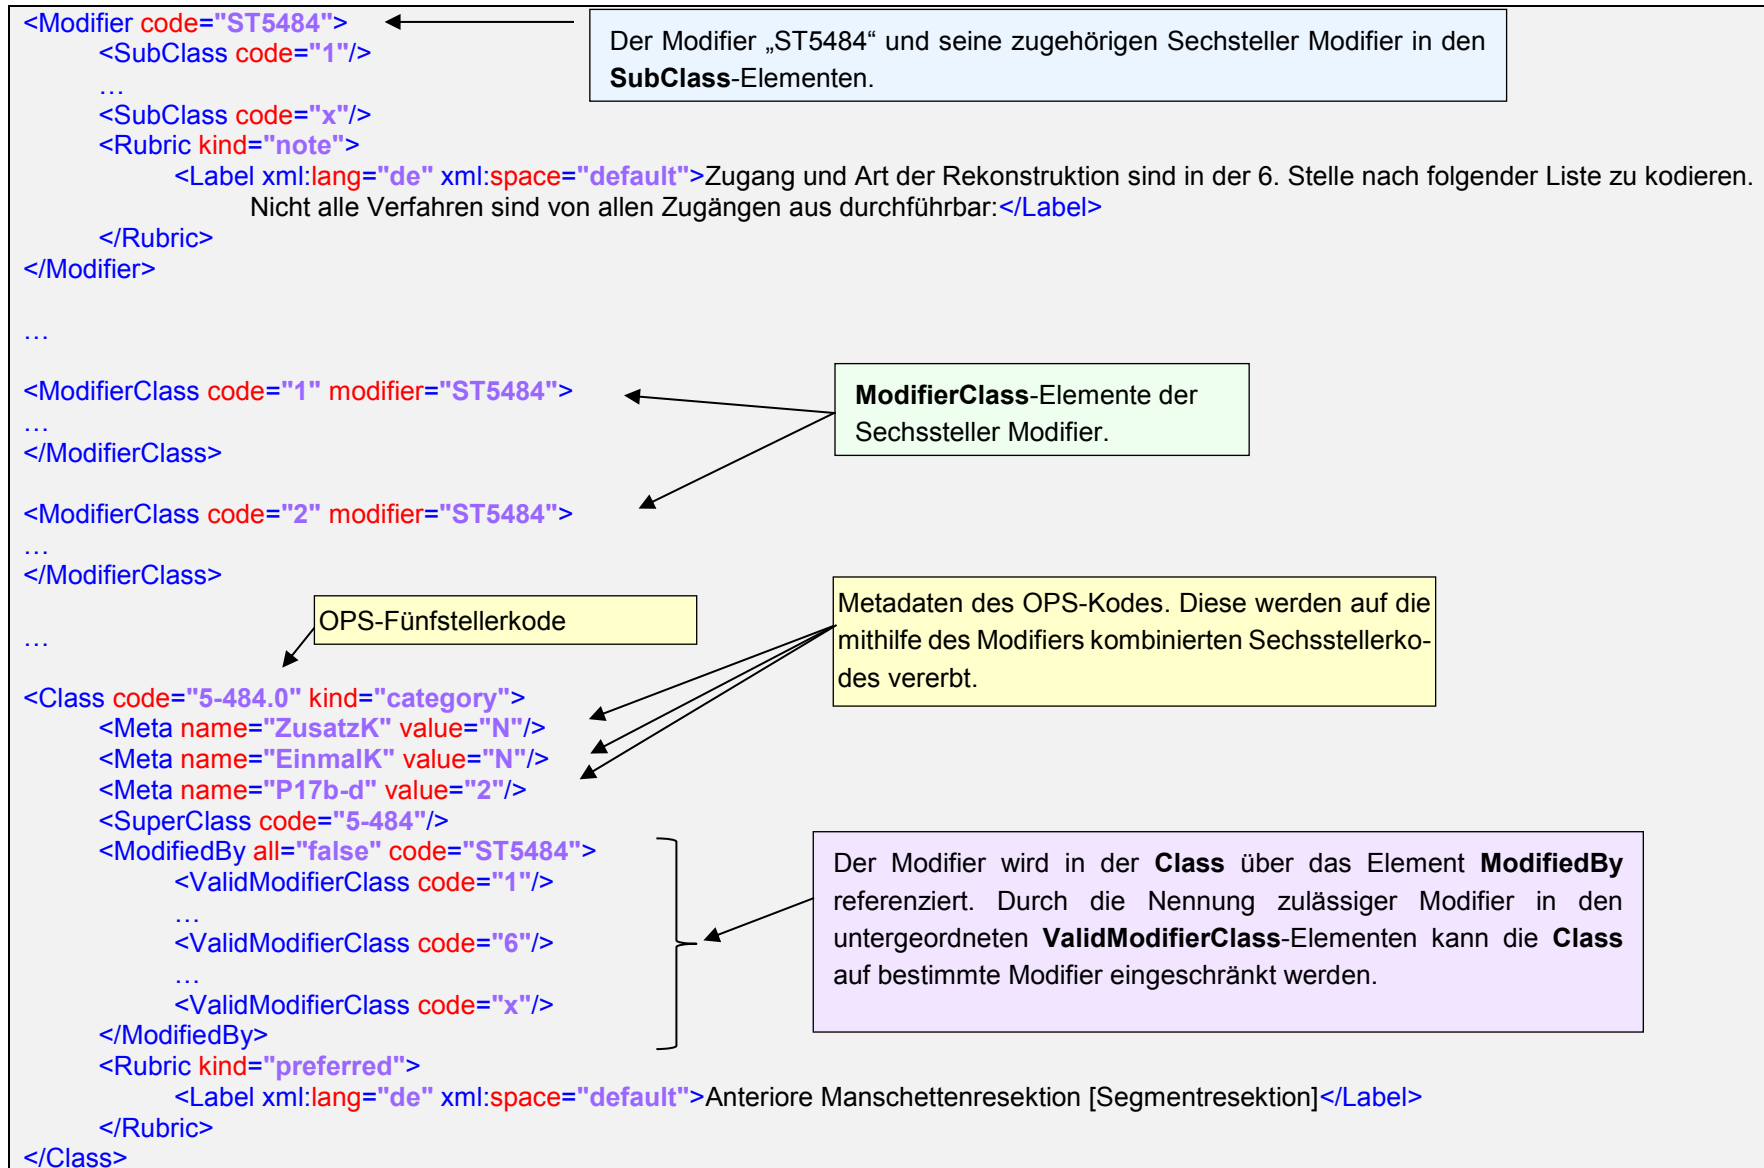 <Modifier code="ST5484">
<SubClass code="1"/>
…
<SubClass code="x"/>
<Rubric kind="note">
<Label xml:lang="de" xml:space="default">Zugang und Art der Rekonstruktion sind in der 6. Stelle nach folgender Liste zu kodieren.
Nicht alle Verfahren sind von allen Zugängen aus durchführbar:</Label>
</Rubric>
</Modifier>
Der Modifier „ST5484“ und seine zugehörigen Sechsteller Modifier in den
SubClass-Elementen.
…
<ModifierClass code="1" modifier="ST5484">
…
</ModifierClass>
<ModifierClass code="2" modifier="ST5484">
…
</ModifierClass>
ModifierClass-Elemente der
Sechssteller Modifier.
…
OPS-Fünfstellerkode
Metadaten des OPS-Kodes. Diese werden auf die
mithilfe des Modifiers kombinierten Sechsstellerko-
des vererbt.
<Class code="5-484.0" kind="category">
<Meta name="ZusatzK" value="N"/>
<Meta name="EinmalK" value="N"/>
<Meta name="P17b-d" value="2"/>
<SuperClass code="5-484"/>
<ModifiedBy all="false" code="ST5484">
<ValidModifierClass code="1"/>
…
<ValidModifierClass code="6"/>
…
<ValidModifierClass code="x"/>
</ModifiedBy>
Der Modifier wird in der Class über das Element ModifiedBy
referenziert. Durch die Nennung zulässiger Modifier in den
untergeordneten ValidModifierClass-Elementen kann die Class
auf bestimmte Modifier eingeschränkt werden.
<Rubric kind="preferred">
<Label xml:lang="de" xml:space="default">Anteriore Manschettenresektion [Segmentresektion]</Label>
</Rubric>
</Class>